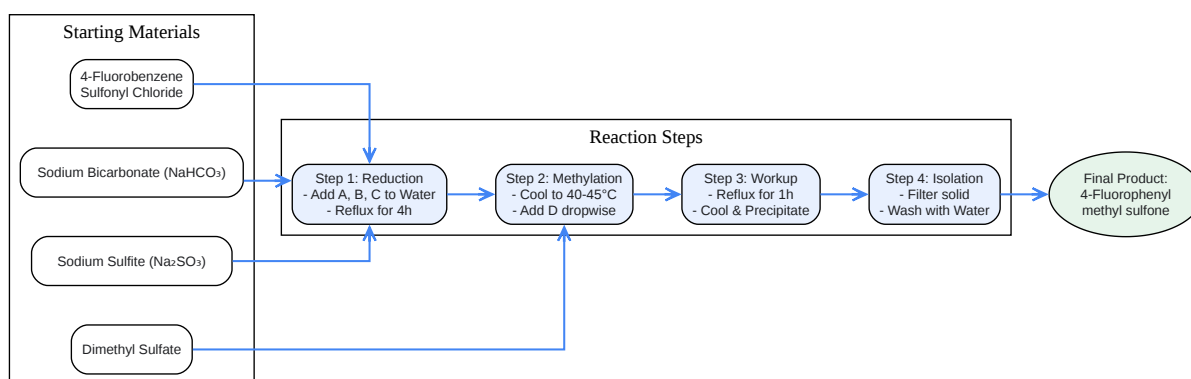 Starting Materials
4-Fluorobenzene
Sulfonyl Chloride
Sodium Bicarbonate (NaHCO₃)
Sodium Sulfite (Na₂SO₃)
Dimethyl Sulfate
Reaction Steps
Step 1: Reduction
- Add A, B, C to Water
- Reflux for 4h
Step 2: Methylation
- Cool to 40-45°C
- Add D dropwise
Step 3: Workup
- Reflux for 1h
- Cool & Precipitate
Step 4: Isolation
- Filter solid
- Wash with Water
Final Product:
4-Fluorophenyl
methyl sulfone